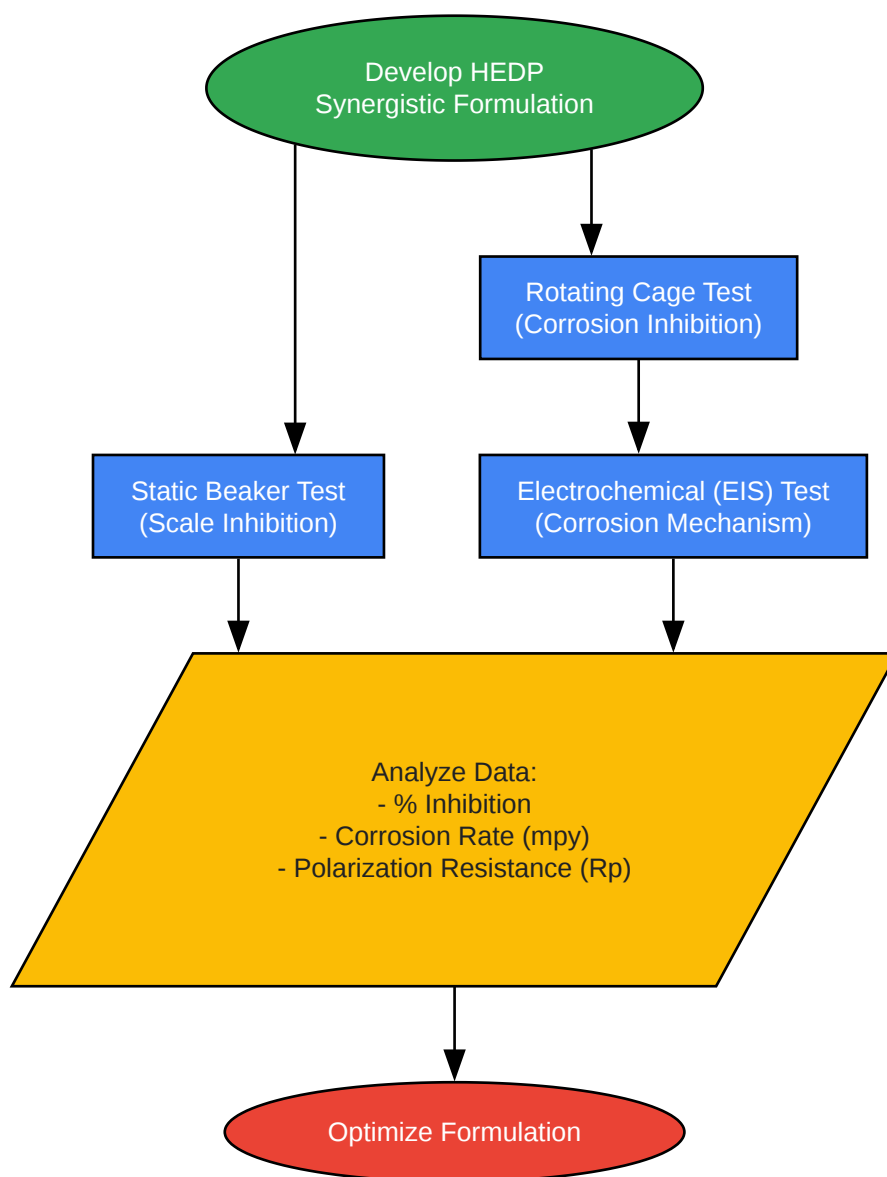 Develop HEDP
Synergistic Formulation
Rotating Cage Test
(Corrosion Inhibition)
Static Beaker Test
(Scale Inhibition)
Electrochemical (EIS) Test
(Corrosion Mechanism)
Analyze Data:
- % Inhibition
- Corrosion Rate (mpy)
- Polarization Resistance (Rp)
Optimize Formulation